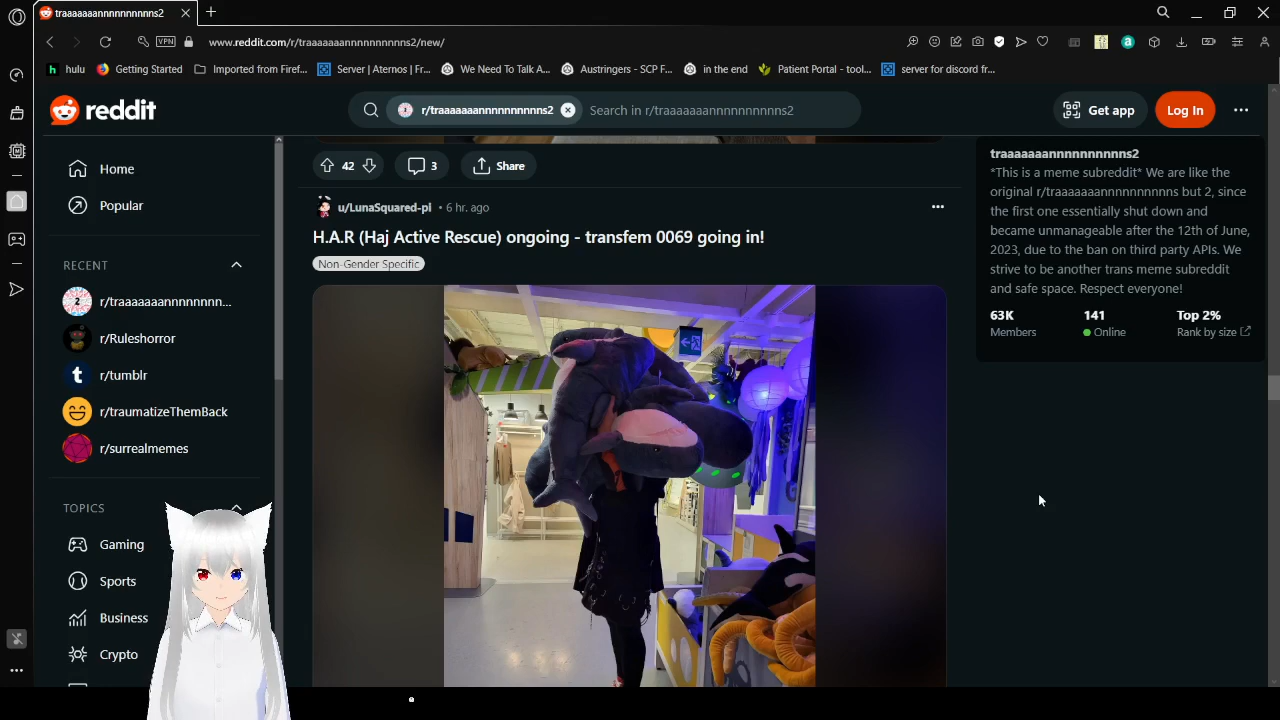 traaaaaaannnnnnnnnns2
VPN
www.reddit.com/r/traaaaaaannnnnnnnnns2/new/
hulu
Getting Started
Imported from Firef...
Server | Aternos | Fr...
We Need To Talk A...
Austringers - SCP F...
in the end
Patient Portal - tool...
server for discord fr...
reddit
r/traaaaaaannnnnnnnnns2
Search in r/traaaaaaannnnnnnnnns2
Get app
Log In
Home
Popular
RECENT
r/traaaaaaannnnnnn...
r/Ruleshorror
r/tumblr
r/traumatizeThemBack
r/surrealmemes
TOPICS
Gaming
Sports
Business
Crypto
42
3
Share
u/LunaSquared-pi • 6 hr. ago
H.A.R (Haj Active Rescue) ongoing - transfem 0069 going in!
Non-Gender Specific
traaaaaaannnnnnnnnns2
*This is a meme subreddit* We are like the
original r/traaaaaaannnnnnnnnns but 2, since
the first one essentially shut down and
became unmanageable after the 12th of June,
2023, due to the ban on third party APIs. We
strive to be another trans meme subreddit
and safe space. Respect everyone!
63K
Members
141
Online
Top 2%
Rank by size